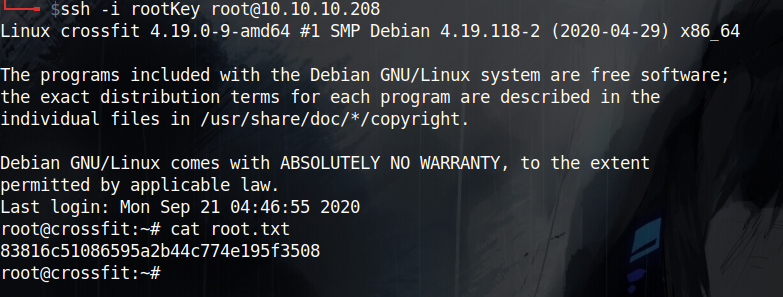 $ssh -i rootKey root@10.10.10.208
Linux crossfit 4.19.0-9-amd64 #1 SMP Debian 4.19.118-2 (2020-04-29) x86_64
The programs included with the Debian GNU/Linux system are free software;
the exact distribution terms for each program are described in the
individual files in /usr/share/doc/*/copyright.
Debian GNU/Linux comes with ABSOLUTELY NO WARRANTY, to the extent
permitted by applicable law.
Last login: Mon Sep 21 04:46:55 2020
root@crossfit:~# cat root.txt
83816c51086595a2b44c774e195f3508
root@crossfit:~#